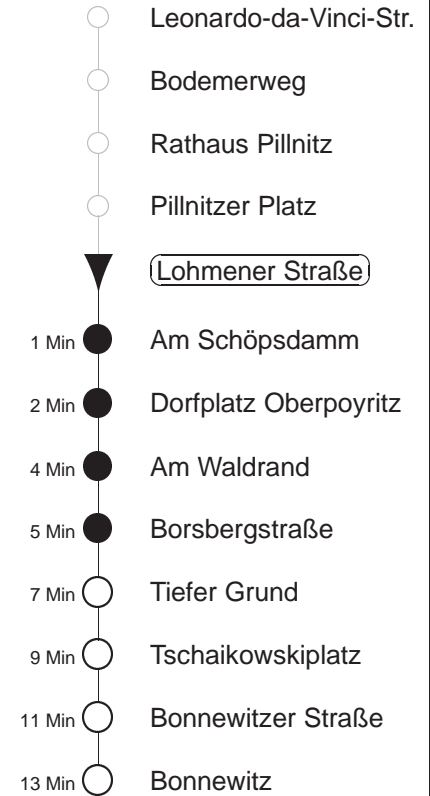 Leonardo-da-Vinci-Str.
Bodemerweg
Rathaus Pillnitz
Pillnitzer Platz
Lohmener Straße
1 Min Am Schöpsdamm
2 Min Dorfplatz Oberpoyritz
4 Min Am Waldrand
5 Min Borsbergstraße
7 Min Tiefer Grund
9 Min Tschaikowskiplatz
11 Min Bonnewitzer Straße
13 Min Bonnewitz